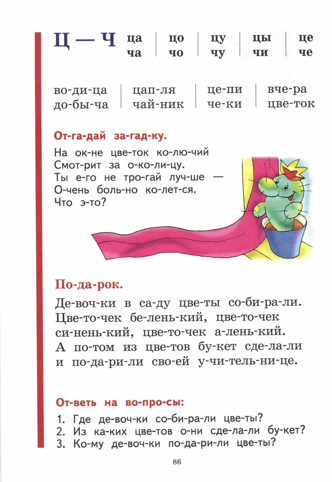 Ц — Ч
ца | цо | цу | цы | це
ча | чо | чу | чи | че
во-ди-ца | цап-ля | це-пи | вче-ра
до-бы-ча | чай-ник | че-ки | цве-ток
От-га-дай за-гад-ку.
На ок-не цве-ток ко-лю-чий
Смот-рит за о-ко-ли-цу.
Ты е-го не тро-гай луч-ше —
О-чень боль-но ко-лет-ся.
Что э-то?
По-да-рок.
Де-воч-ки в са-ду цве-ты со-би-ра-ли.
Цве-то-чек бе-лень-кий, цве-то-чек
си-нень-кий, цве-то-чек а-лень-кий.
А по-том из цве-тов бу-кет сде-ла-ли
и по-да-ри-ли сво-ей у-чи-тель-ни-це.
От-веть на во-про-сы:
1. Где де-воч-ки со-би-ра-ли цве-ты?
2. Из ка-ких цве-тов о-ни сде-ла-ли бу-кет?
3. Ко-му де-воч-ки по-да-ри-ли цве-ты?
86